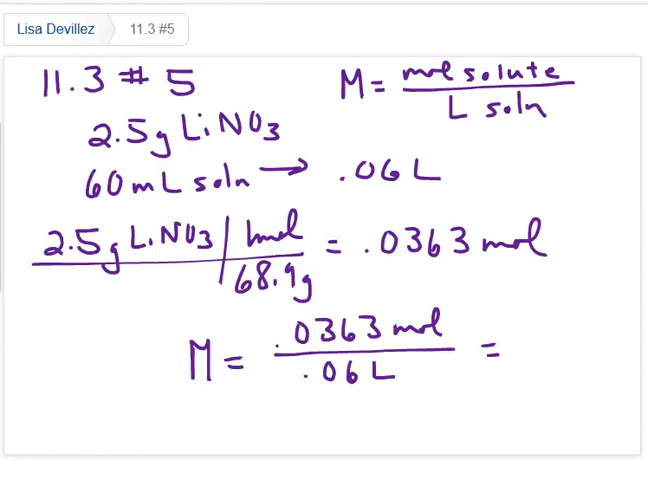 Lisa Devillez 11.3 #5
11.3 # 5 M = mol solute / L soln
2.5g LiNO3
60 mL soln → .06 L
2.5g LiNO3 | 1mol / 68.9g = .0363 mol
M = .0363 mol / .06 L =